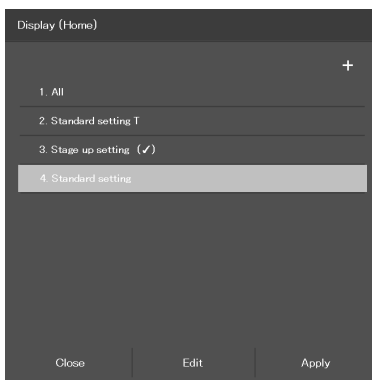 Display (Home)
+
1. All
2. Standard setting T
3. Stage up setting (✓)
4. Standard setting
Close Edit Apply